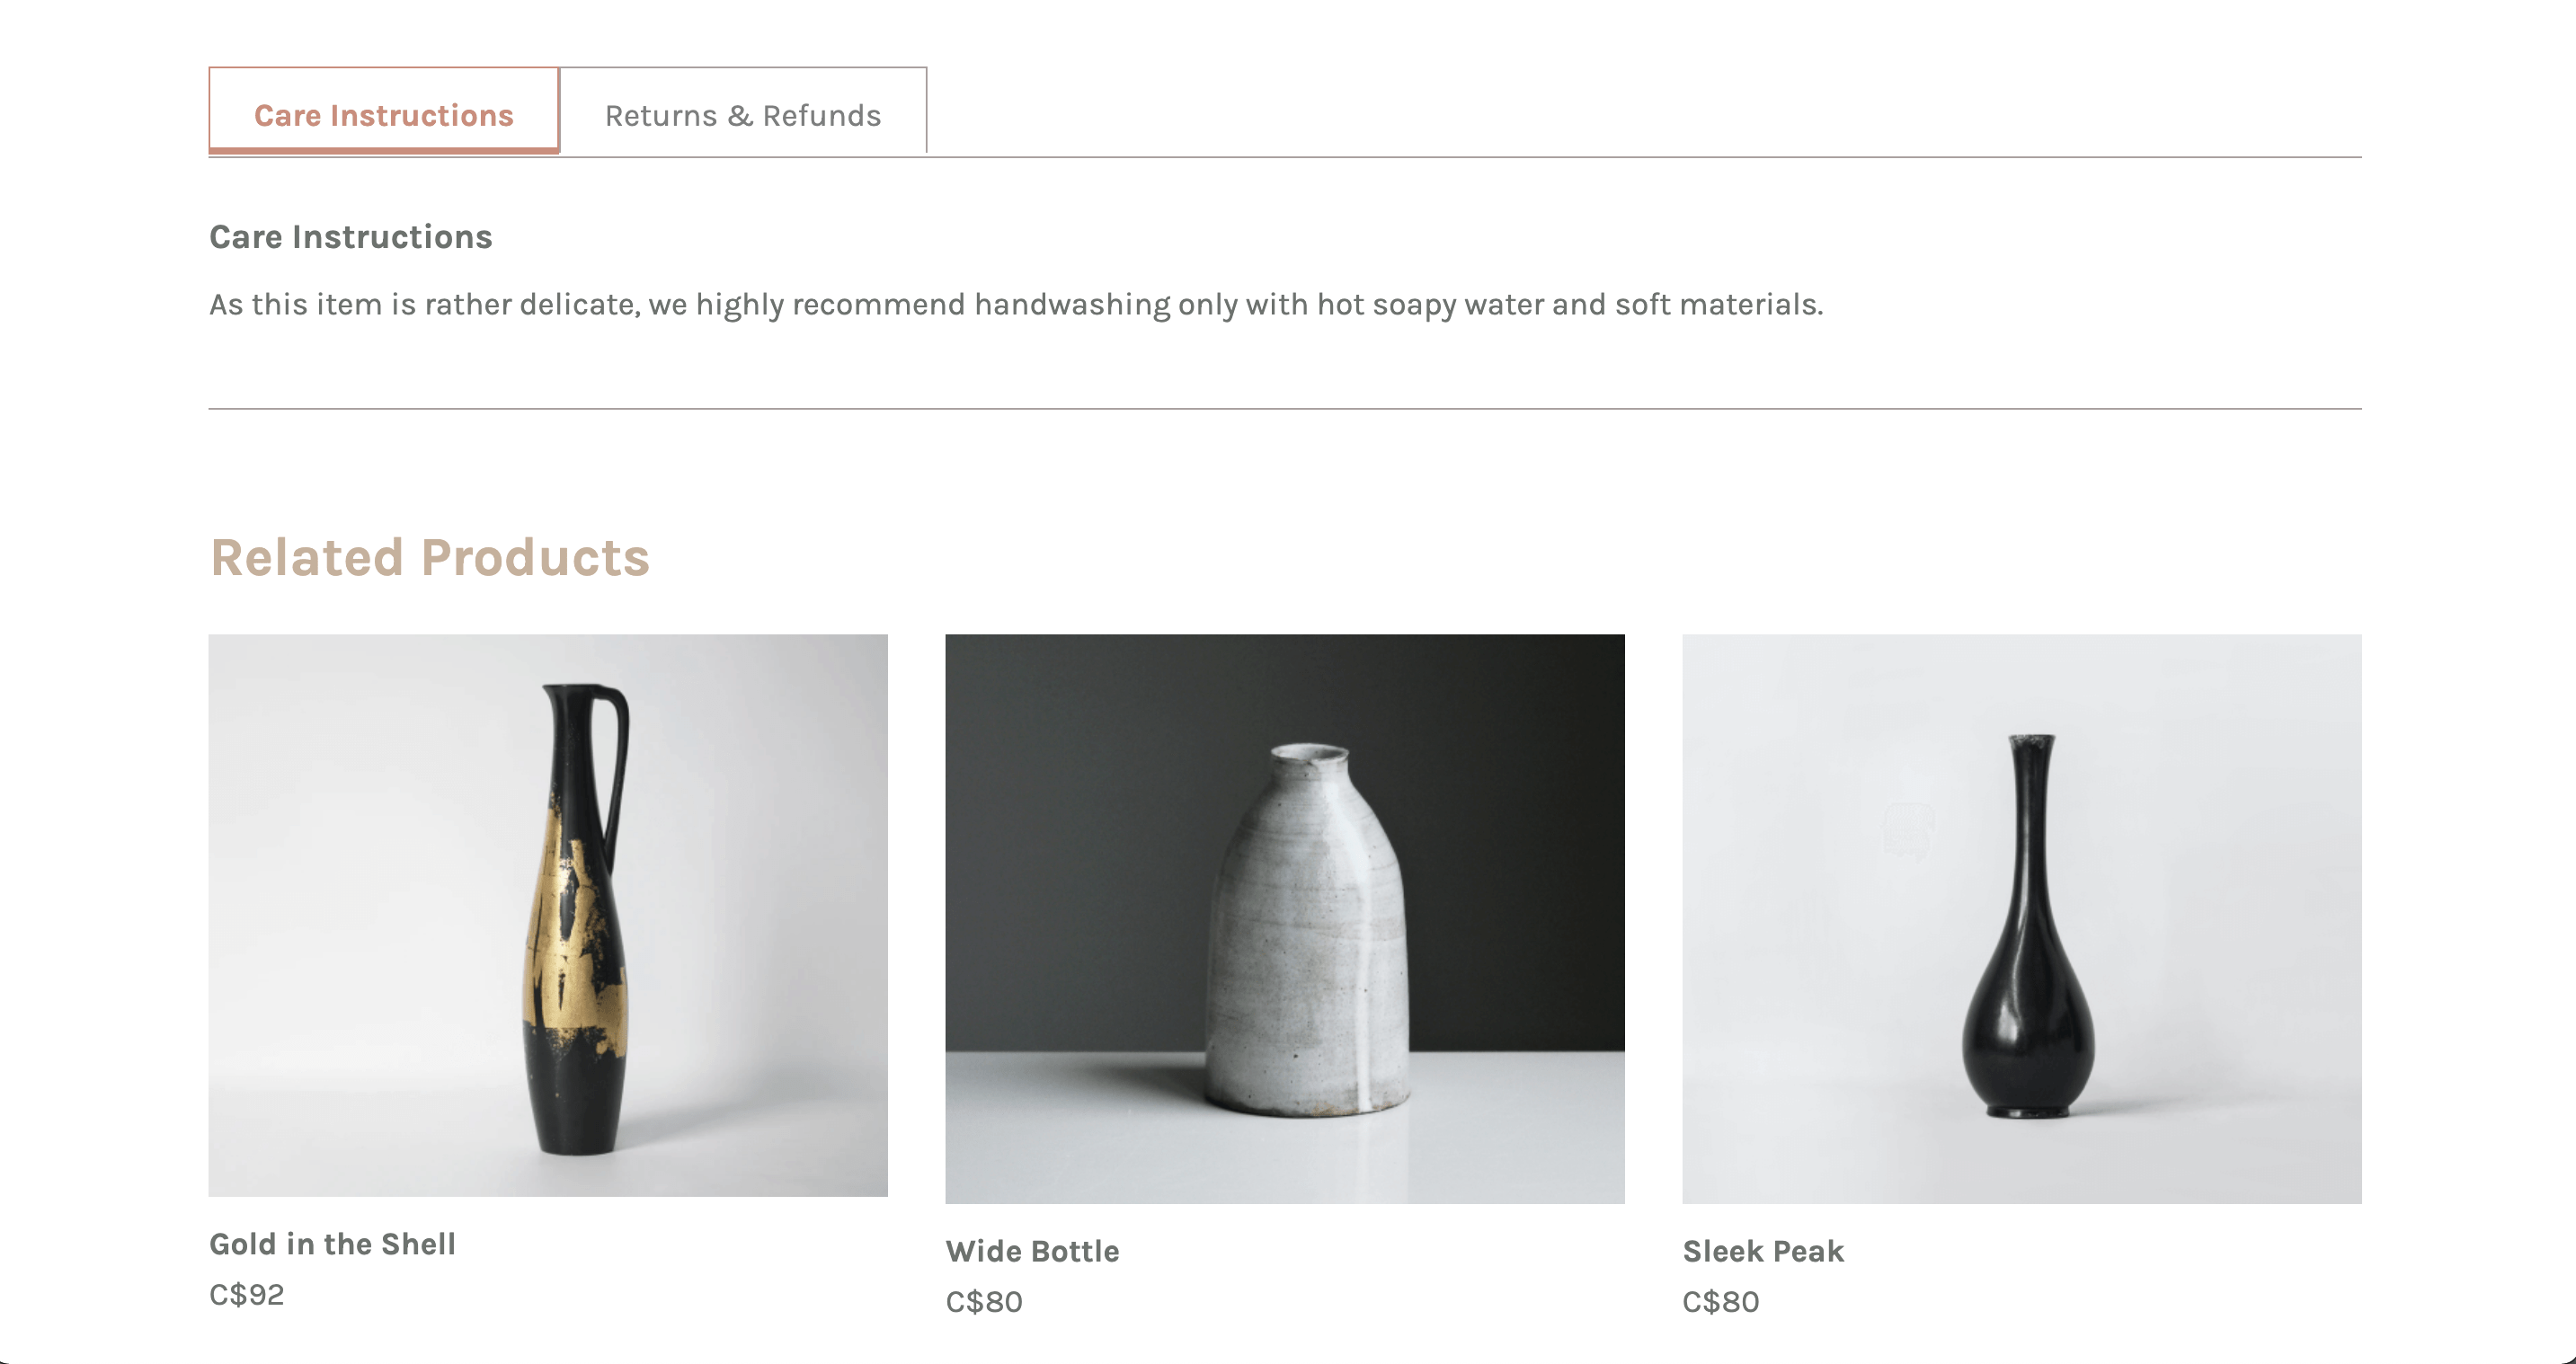 Care Instructions
Returns & Refunds
Care Instructions
As this item is rather delicate, we highly recommend handwashing only with hot soapy water and soft materials.
Related Products
Gold in the Shell
C$92
Wide Bottle
C$80
Sleek Peak
C$80